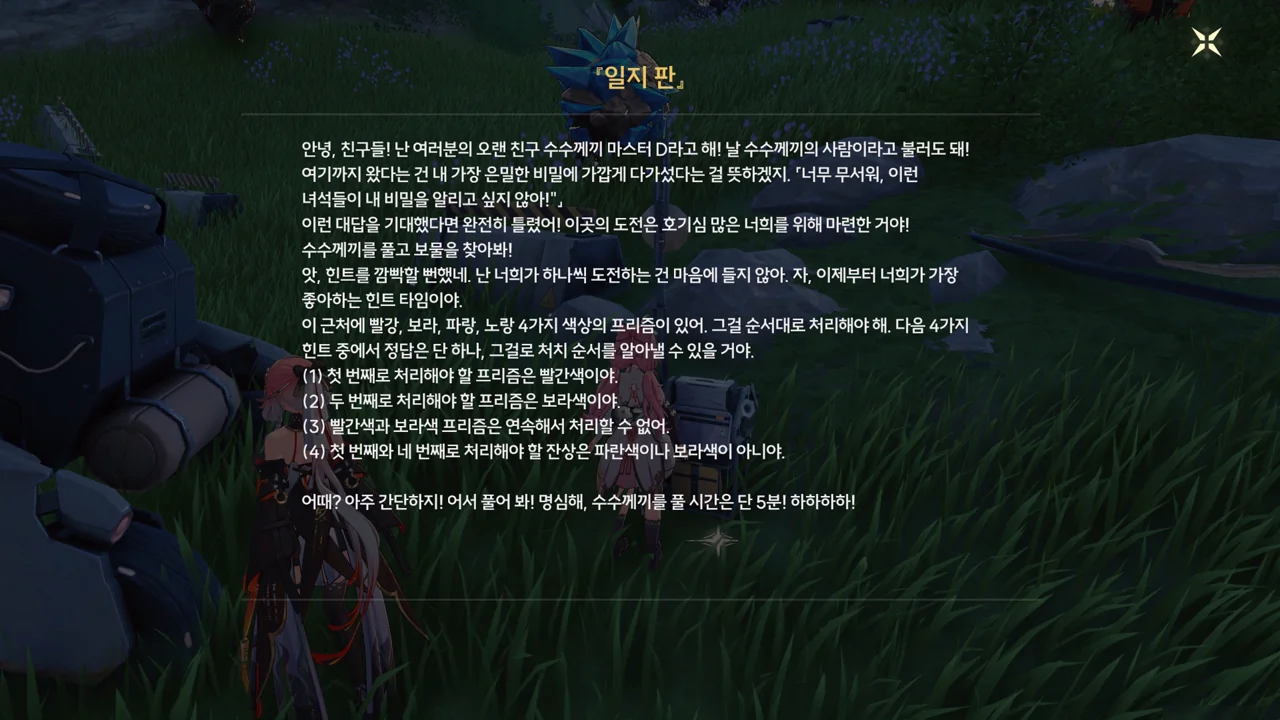 『일지 판』
안녕, 친구들! 난 여러분의 오랜 친구 수수께끼 마스터 D라고 해! 날 수수께끼의 사람이라고 불러도 돼!
여기까지 왔다는 건 내 가장 은밀한 비밀에 가깝게 다가섰다는 걸 뜻하겠지. 「너무 무서워, 이런
녀석들이 내 비밀을 알리고 싶지 않아!"」
이런 대답을 기대했다면 완전히 틀렸어! 이곳의 도전은 호기심 많은 너희를 위해 마련한 거야!
수수께끼를 풀고 보물을 찾아봐!
앗, 힌트를 깜빡할 뻔했네. 난 너희가 하나씩 도전하는 건 마음에 들지 않아. 자, 이제부터 너희가 가장
좋아하는 힌트 타임이야.
이 근처에 빨강, 보라, 파랑, 노랑 4가지 색상의 프리즘이 있어. 그걸 순서대로 처리해야 해. 다음 4가지
힌트 중에서 정답은 단 하나, 그걸로 처치 순서를 알아낼 수 있을 거야.
(1) 첫 번째로 처리해야 할 프리즘은 빨간색이야.
(2) 두 번째로 처리해야 할 프리즘은 보라색이야.
(3) 빨간색과 보라색 프리즘은 연속해서 처리할 수 없어.
(4) 첫 번째와 네 번째로 처리해야 할 잔상은 파란색이나 보라색이 아니야.
어때? 아주 간단하지! 어서 풀어 봐! 명심해, 수수께끼를 풀 시간은 단 5분! 하하하하!